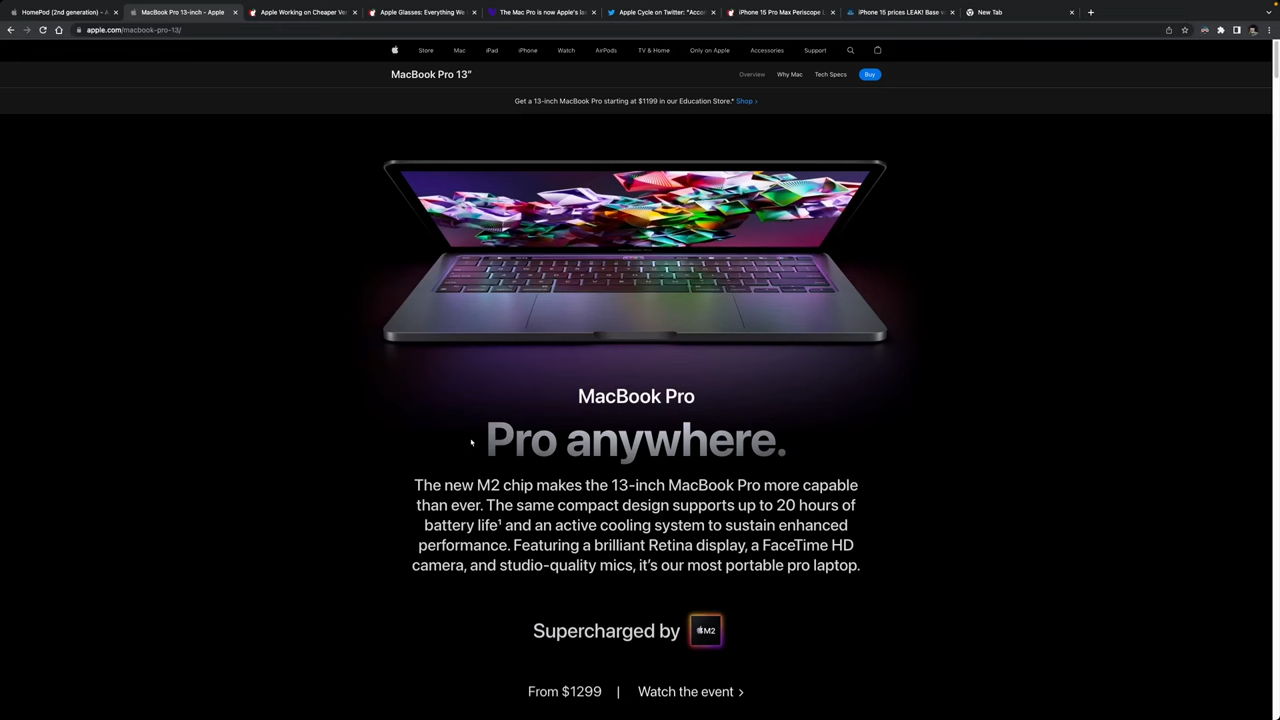 HomePod (2nd generation) - A
MacBook Pro 13-inch - Apple
Apple Working on Cheaper Ver
Apple Glasses: Everything We
The Mac Pro is now Apple's la
Apple Cycle on Twitter: "Acco
iPhone 15 Pro Max Periscope L
iPhone 15 prices LEAK! Base v
New Tab
apple.com/macbook-pro-13/
Store Mac iPad iPhone Watch AirPods TV & Home Only on Apple Accessories Support
MacBook Pro 13”
Overview Why Mac Tech Specs Buy
Get a 13-inch MacBook Pro starting at $1199 in our Education Store.* Shop >
MacBook Pro
Pro anywhere.
The new M2 chip makes the 13-inch MacBook Pro more capable
than ever. The same compact design supports up to 20 hours of
battery life¹ and an active cooling system to sustain enhanced
performance. Featuring a brilliant Retina display, a FaceTime HD
camera, and studio-quality mics, it’s our most portable pro laptop.
Supercharged by M2
From $1299 | Watch the event >